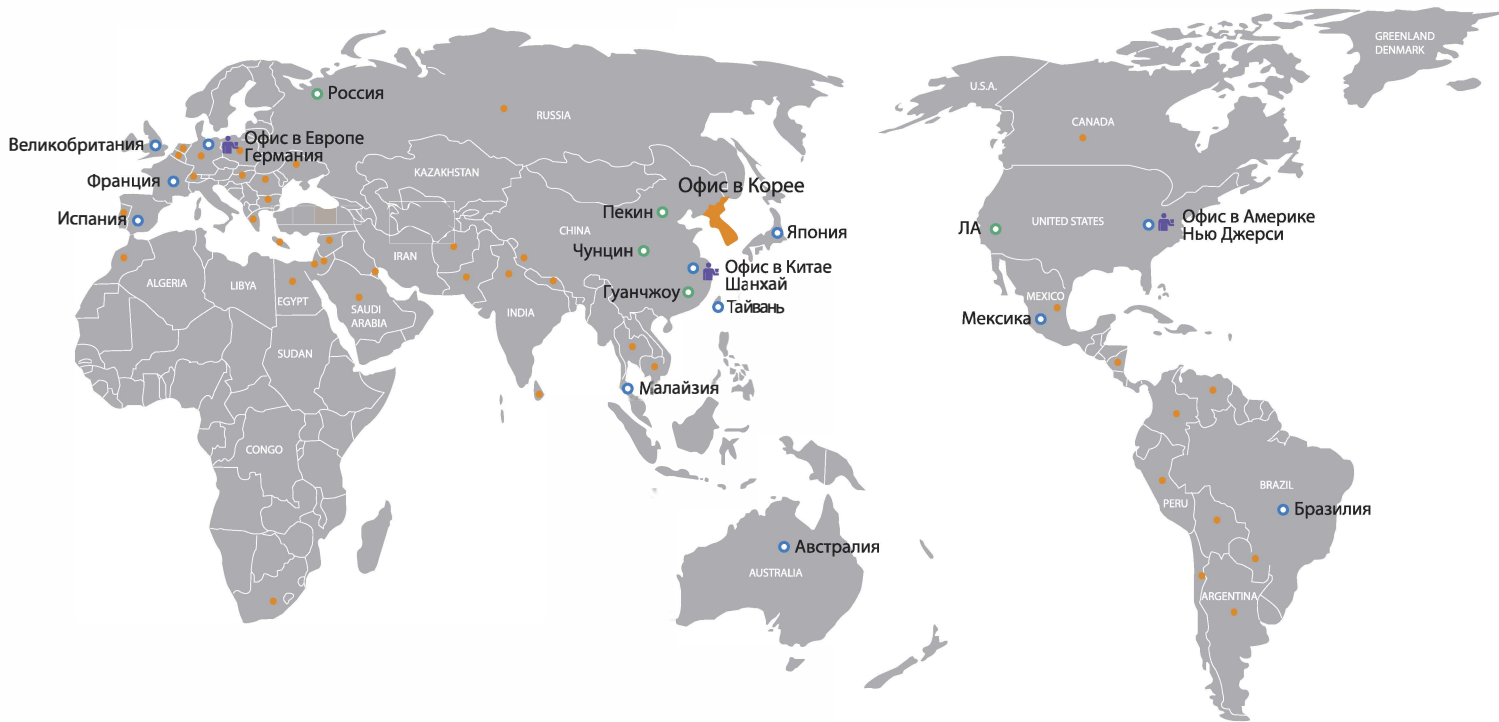 GREENLAND
DENMARK
U.S.A.
Россия
RUSSIA
CANADA
Великобритания
Офис в Европе
Германия
KAZAKHSTAN
Франция
Офис в Корее
Испания
Пекин
CHINA
Япония
UNITED STATES
Офис в Америке
Нью Джерси
ЛА
Чунцин
IRAN
Офис в Китае
Шанхай
ALGERIA
LIBYA
EGYPT
Гуанчжоу
MEXICO
SAUDI
ARABIA
INDIA
Тайвань
Мексика
SUDAN
Малайзия
CONGO
BRAZIL
PERU
Бразилия
Австралия
AUSTRALIA
ARGENTINA